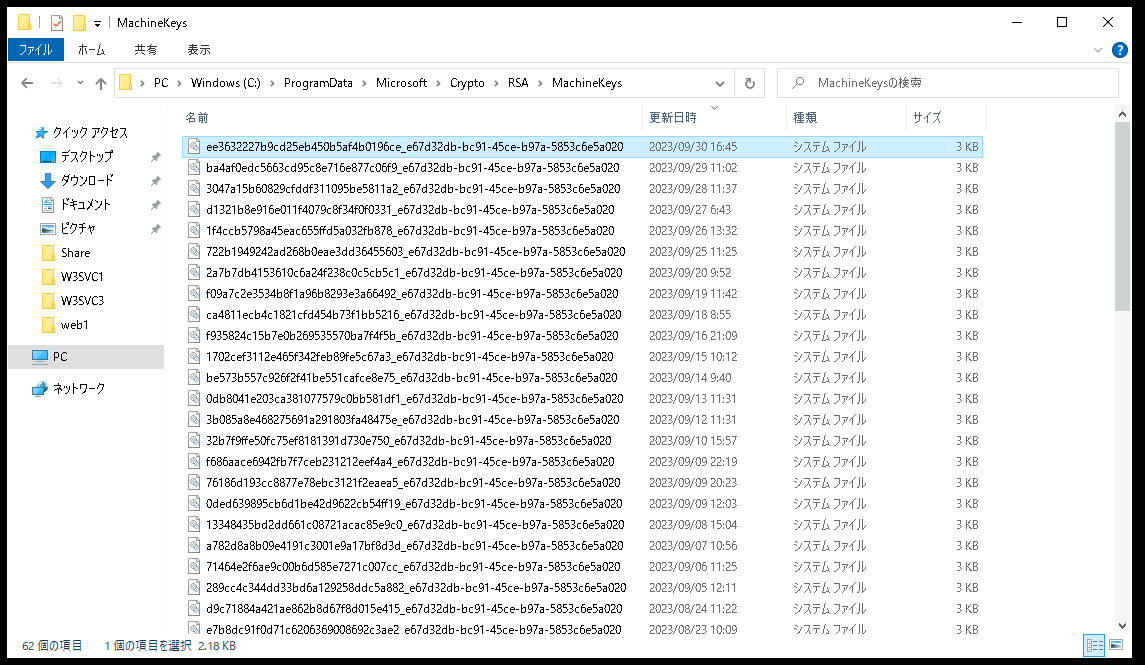 MachineKeys
ファイル ホーム 共有 表示
PC Windows (C:) ProgramData Microsoft Crypto RSA MachineKeys MachineKeysの検索
クイック アクセス
デスクトップ
ダウンロード
ドキュメント
ピクチャ
Share
W3SVC1
W3SVC3
web1
PC
ネットワーク
名前 更新日時 種類 サイズ
ee3632227b9cd25eb450b5af4b0196ce_e67d32db-bc91-45ce-b97a-5853c6e5a020 2023/09/30 16:45 システム ファイル 3 KB
ba4af0edc5663cd95c8e716e877c06f9_e67d32db-bc91-45ce-b97a-5853c6e5a020 2023/09/29 11:02 システム ファイル 3 KB
3047a15b60829cfddf311095be5811a2_e67d32db-bc91-45ce-b97a-5853c6e5a020 2023/09/28 11:37 システム ファイル 3 KB
d1321b8e916e011f4079c8f34f0f0331_e67d32db-bc91-45ce-b97a-5853c6e5a020 2023/09/27 6:43 システム ファイル 3 KB
1f4ccb5798a45eac655ffd5a032fb878_e67d32db-bc91-45ce-b97a-5853c6e5a020 2023/09/26 13:32 システム ファイル 3 KB
722b1949242ad268b0eae3dd36455603_e67d32db-bc91-45ce-b97a-5853c6e5a020 2023/09/25 11:25 システム ファイル 3 KB
2a7b7db4153610c6a24f238c0c5cb5c1_e67d32db-bc91-45ce-b97a-5853c6e5a020 2023/09/20 9:52 システム ファイル 3 KB
f09a7c2e3534b8f1a96b8293e3a66492_e67d32db-bc91-45ce-b97a-5853c6e5a020 2023/09/19 11:42 システム ファイル 3 KB
ca4811ecb4c1821cfd454b73f1bb5216_e67d32db-bc91-45ce-b97a-5853c6e5a020 2023/09/18 8:55 システム ファイル 3 KB
f935824c15b7e0b269535570ba7f4f5b_e67d32db-bc91-45ce-b97a-5853c6e5a020 2023/09/16 21:09 システム ファイル 3 KB
1702cef3112e465f342feb89fe5c67a3_e67d32db-bc91-45ce-b97a-5853c6e5a020 2023/09/15 10:12 システム ファイル 3 KB
be573b557c926f2f41be551cafce8e75_e67d32db-bc91-45ce-b97a-5853c6e5a020 2023/09/14 9:40 システム ファイル 3 KB
0db8041e203ca381077579c0bb581df1_e67d32db-bc91-45ce-b97a-5853c6e5a020 2023/09/13 11:31 システム ファイル 3 KB
3b085a8e468275691a291803fa48475e_e67d32db-bc91-45ce-b97a-5853c6e5a020 2023/09/12 11:31 システム ファイル 3 KB
32b7f9ffe50fc75ef8181391d730e750_e67d32db-bc91-45ce-b97a-5853c6e5a020 2023/09/10 15:57 システム ファイル 3 KB
f686aace6942fb7f7ceb231212eef4a4_e67d32db-bc91-45ce-b97a-5853c6e5a020 2023/09/09 22:19 システム ファイル 3 KB
76186d193cc8877e78ebc3121f2eaea5_e67d32db-bc91-45ce-b97a-5853c6e5a020 2023/09/09 20:23 システム ファイル 3 KB
0ded639895cb6d1be42d9622cb54ff19_e67d32db-bc91-45ce-b97a-5853c6e5a020 2023/09/09 12:03 システム ファイル 3 KB
13348435bd2dd661c08721acac85e9c0_e67d32db-bc91-45ce-b97a-5853c6e5a020 2023/09/08 15:04 システム ファイル 3 KB
a782d8a8b09e4191c3001e9a17bf8d3d_e67d32db-bc91-45ce-b97a-5853c6e5a020 2023/09/07 10:56 システム ファイル 3 KB
71464e2f6ae9c00b6d585e7271c007cc_e67d32db-bc91-45ce-b97a-5853c6e5a020 2023/09/06 11:25 システム ファイル 3 KB
289cc4c344dd33bd6a129258ddc5a882_e67d32db-bc91-45ce-b97a-5853c6e5a020 2023/09/05 12:11 システム ファイル 3 KB
d9c71884a421ae862b8d67f8d015e415_e67d32db-bc91-45ce-b97a-5853c6e5a020 2023/08/24 11:22 システム ファイル 3 KB
e7b8dc91f0d71c6206369008692c3ae2_e67d32db-bc91-45ce-b97a-5853c6e5a020 2023/08/23 10:09 システム ファイル 3 KB
62 個の項目 1 個の項目を選択 2.18 KB